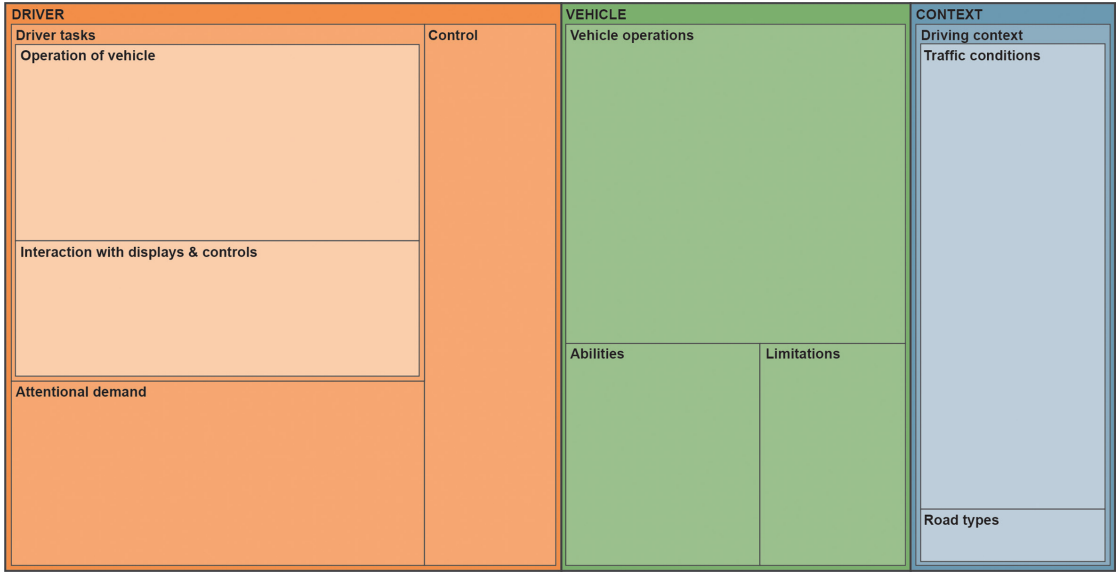 DRIVER
Driver tasks
Operation of vehicle
Interaction with displays & controls
Attentional demand
Control
VEHICLE
Vehicle operations
Abilities
Limitations
CONTEXT
Driving context
Traffic conditions
Road types